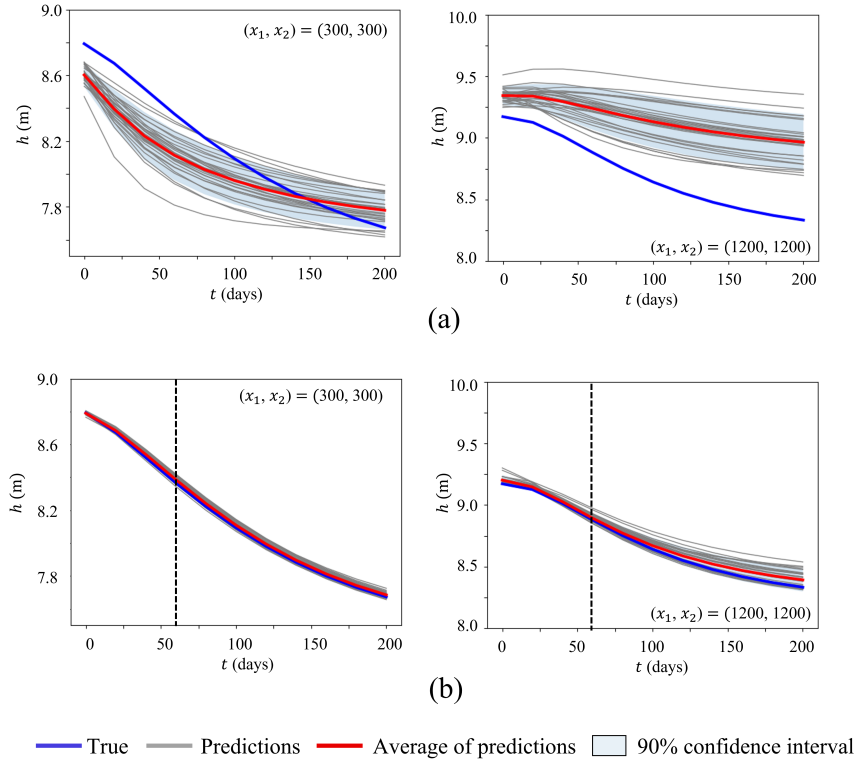 9.0
8.6
8.2
7.8
h (m)
(x₁, x₂) = (300, 300)
0 50 100 150 200
t (days)
10.0
9.5
9.0
8.5
8.0
h (m)
(x₁, x₂) = (1200, 1200)
0 50 100 150 200
t (days)
(a)
9.0
8.6
8.2
7.8
h (m)
(x₁, x₂) = (300, 300)
0 50 100 150 200
t (days)
10.0
9.5
9.0
8.5
8.0
h (m)
(x₁, x₂) = (1200, 1200)
0 50 100 150 200
t (days)
(b)
True Predictions Average of predictions 90% confidence interval